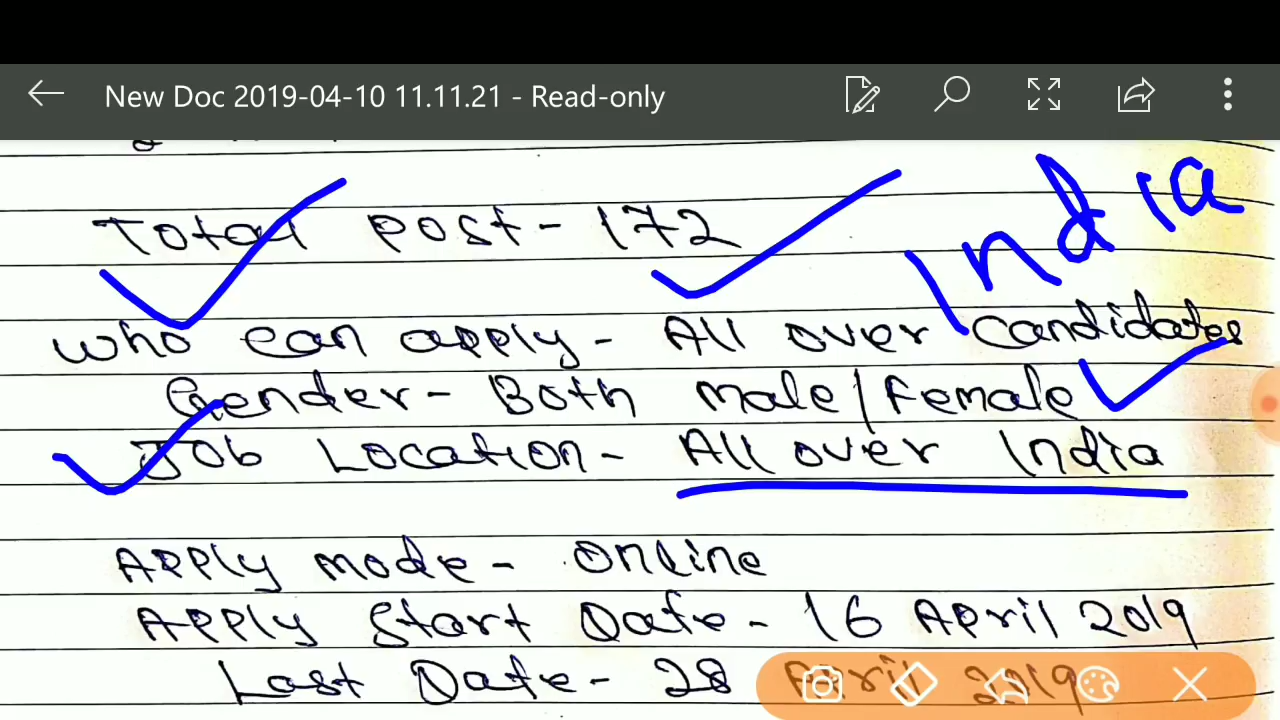 New Doc 2019-04-10 11.11.21 - Read-only
Total Post - 172
India
Who can apply - All over Candidates
Gender - Both Male / Female
Job Location - All over India
Apply mode - Online
Apply Start Date - 16 April 2019
Last Date - 28 April 2019